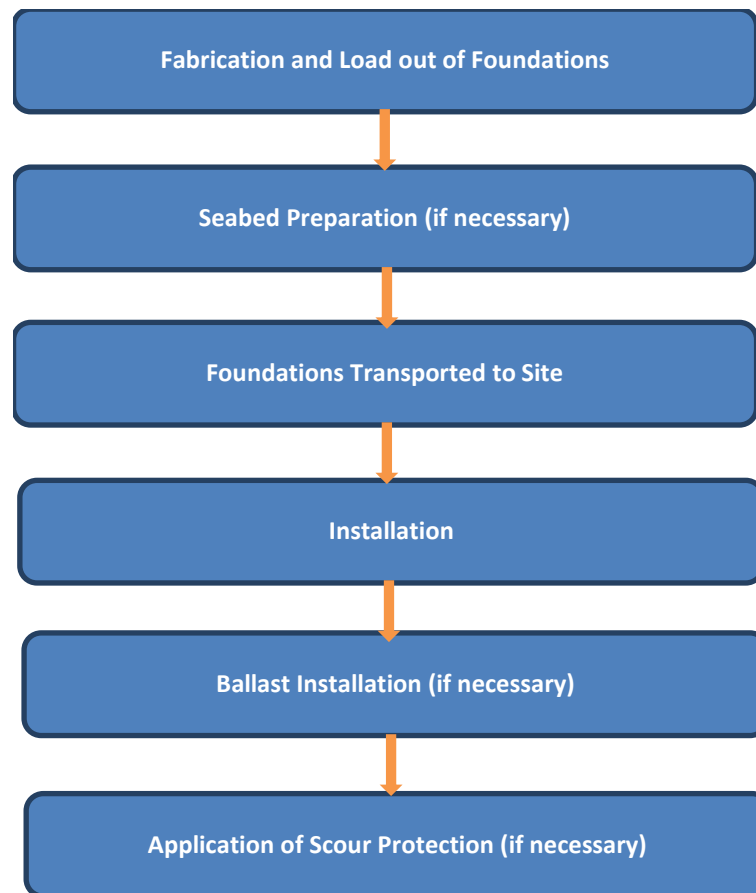 Fabrication and Load out of Foundations
Seabed Preparation (if necessary)
Foundations Transported to Site
Installation
Ballast Installation (if necessary)
Application of Scour Protection (if necessary)